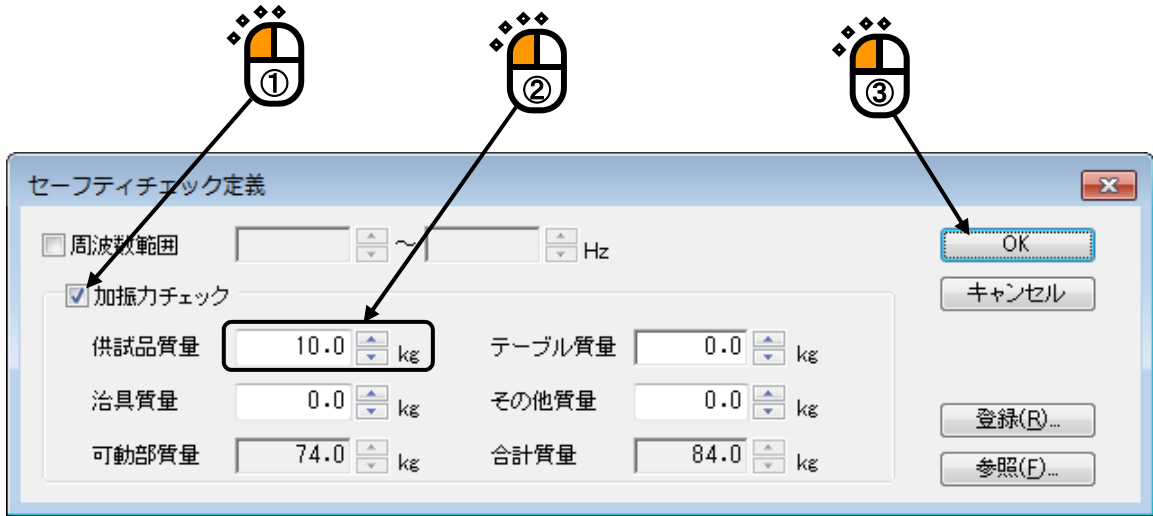 ① ② ③
セーフティチェック定義
周波数範囲 ～ Hz OK
加振力チェック キャンセル
供試品質量 10.0 kg テーブル質量 0.0 kg
治具質量 0.0 kg その他質量 0.0 kg 登録(R)...
可動部質量 74.0 kg 合計質量 84.0 kg 参照(F)...